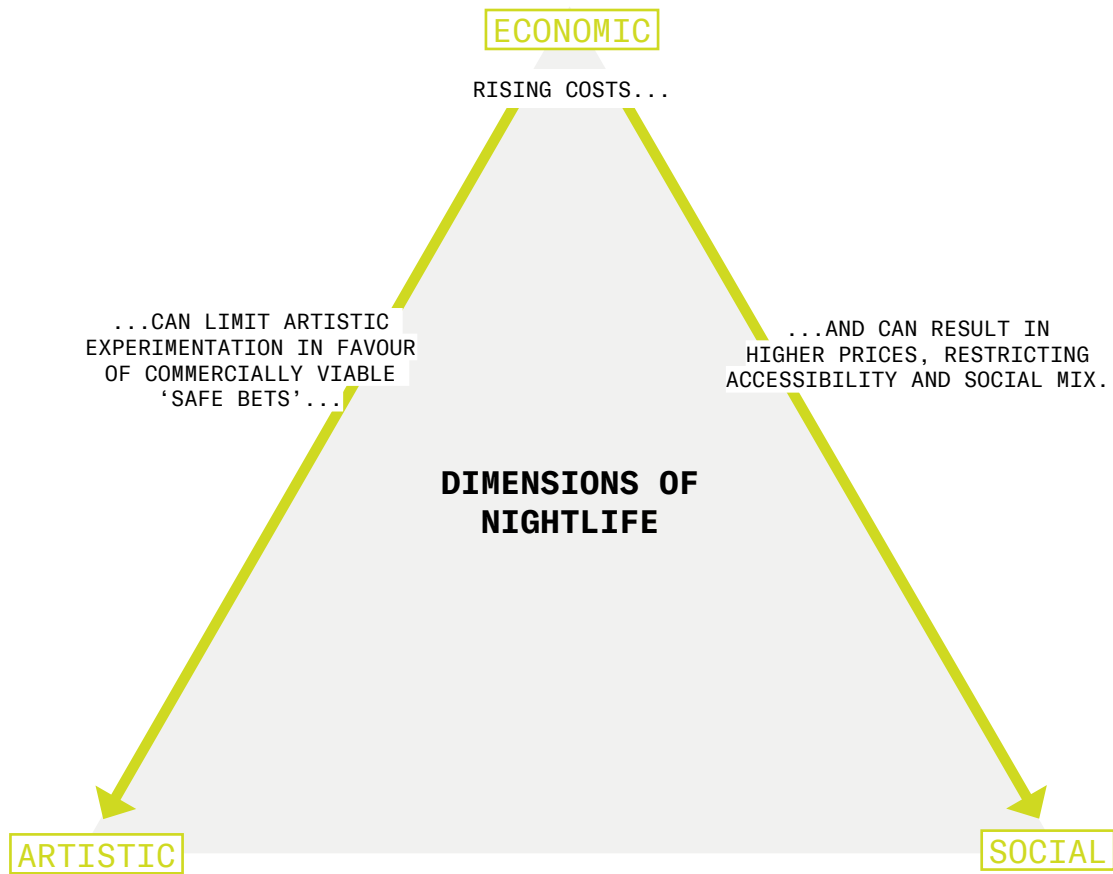 ECONOMIC
RISING COSTS...
...CAN LIMIT ARTISTIC
EXPERIMENTATION IN FAVOUR
OF COMMERCIALLY VIABLE
‘SAFE BETS’...
...AND CAN RESULT IN
HIGHER PRICES, RESTRICTING
ACCESSIBILITY AND SOCIAL MIX.
DIMENSIONS OF
NIGHTLIFE
ARTISTIC
SOCIAL